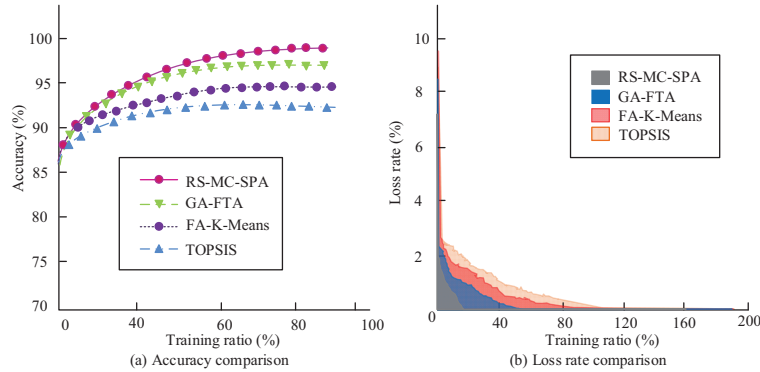 100
95
90
85
80
75
70
Accuracy (%)
RS-MC-SPA
GA-FTA
FA-K-Means
TOPSIS
0
40
60
80
100
Training ratio (%)
(a) Accuracy comparison
10
8
6
4
2
0
Loss rate (%)
RS-MC-SPA
GA-FTA
FA-K-Means
TOPSIS
40
80
120
160
200
Training ratio (%)
(b) Loss rate comparison